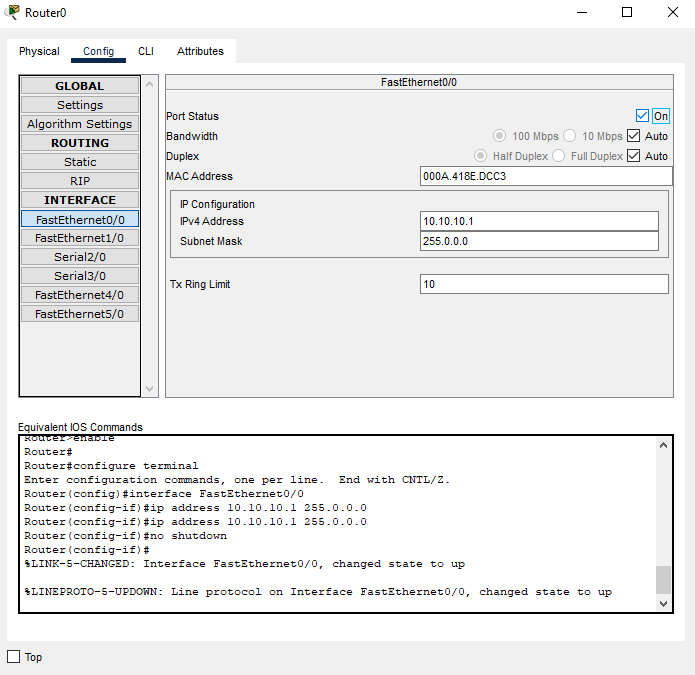 Router0
Physical Config CLI Attributes
GLOBAL
Settings
Algorithm Settings
ROUTING
Static
RIP
INTERFACE
FastEthernet0/0
FastEthernet1/0
Serial2/0
Serial3/0
FastEthernet4/0
FastEthernet5/0
FastEthernet0/0
Port Status On
Bandwidth 100 Mbps 10 Mbps Auto
Duplex Half Duplex Full Duplex Auto
MAC Address 000A.418E.DCC3
IP Configuration
IPv4 Address 10.10.10.1
Subnet Mask 255.0.0.0
Tx Ring Limit 10
Equivalent IOS Commands
Router>enable
Router#
Router#configure terminal
Enter configuration commands, one per line.  End with CNTL/Z.
Router(config)#interface FastEthernet0/0
Router(config-if)#ip address 10.10.10.1 255.0.0.0
Router(config-if)#ip address 10.10.10.1 255.0.0.0
Router(config-if)#no shutdown
Router(config-if)#
%LINK-5-CHANGED: Interface FastEthernet0/0, changed state to up
%LINEPROTO-5-UPDOWN: Line protocol on Interface FastEthernet0/0, changed state to up
Top